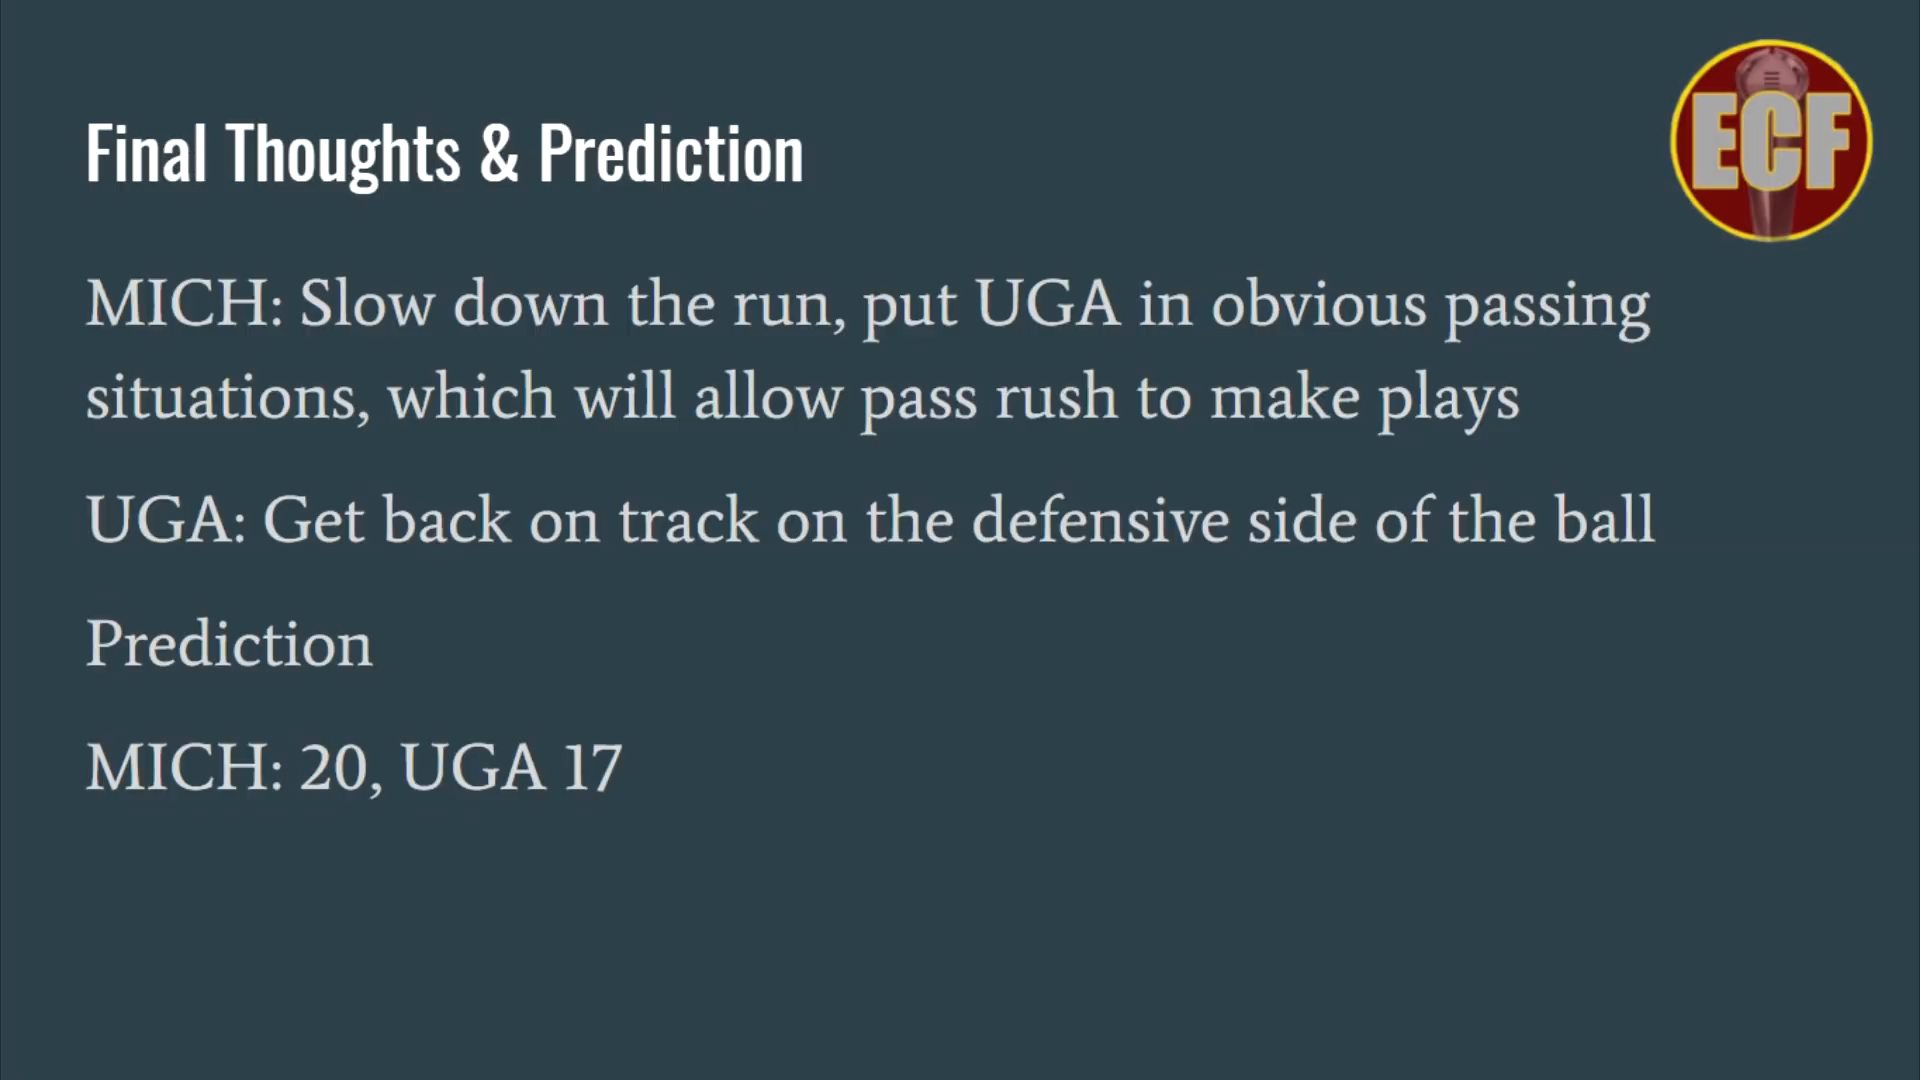 Final Thoughts & Prediction
ECF
MICH: Slow down the run, put UGA in obvious passing
situations, which will allow pass rush to make plays
UGA: Get back on track on the defensive side of the ball
Prediction
MICH: 20, UGA 17